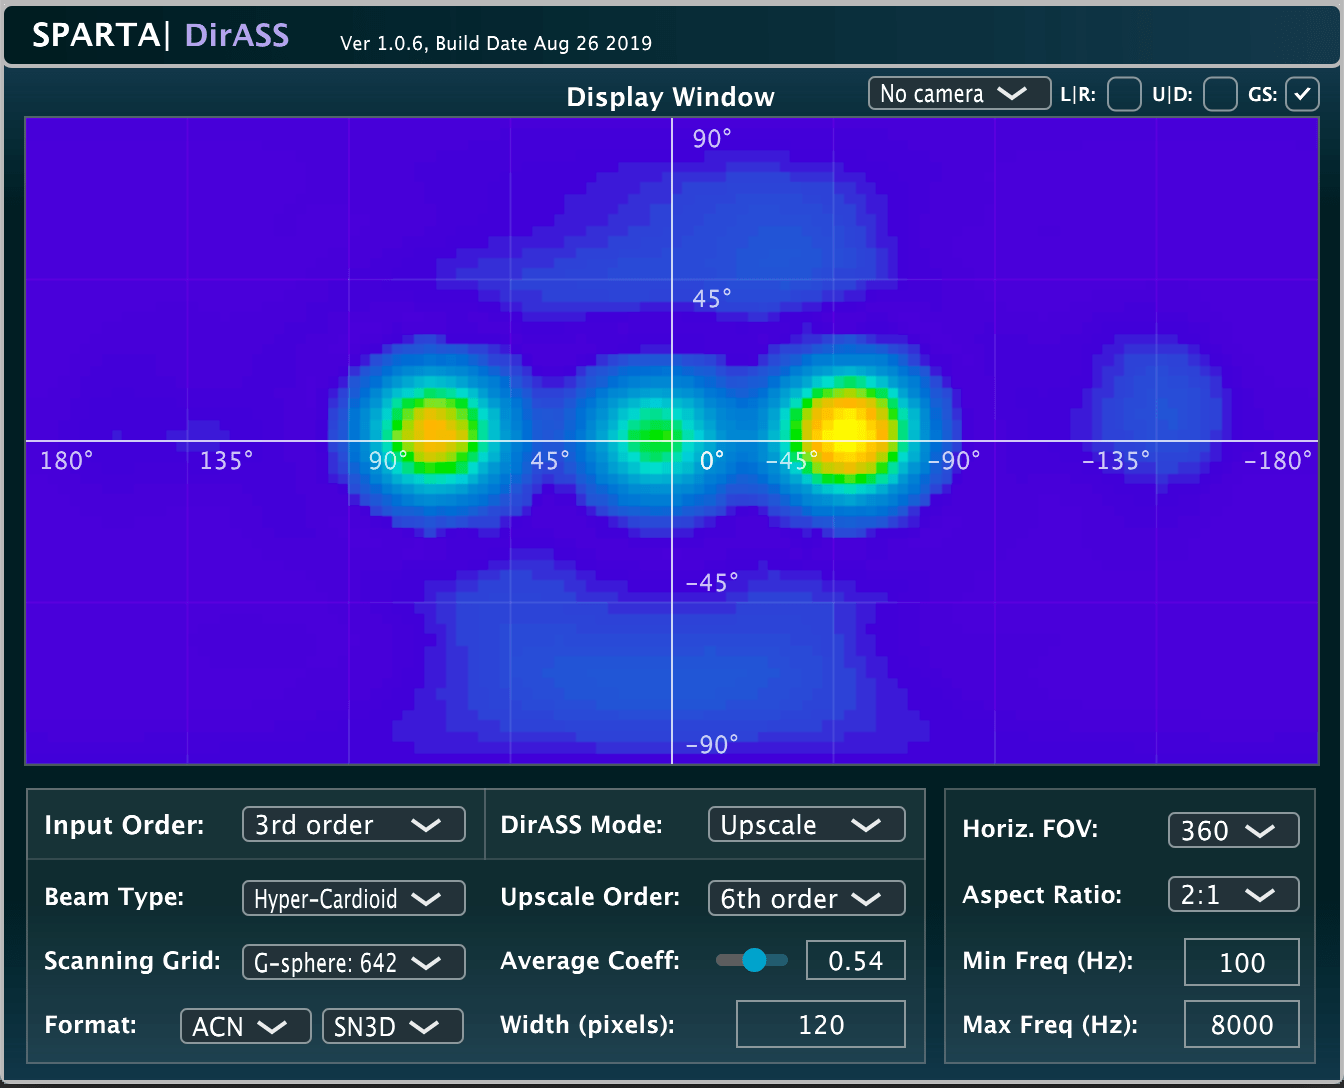 SPARTA| DirASS Ver 1.0.6, Build Date Aug 26 2019
Display Window No camera L|R: U|D: GS:
90°
45°
180° 135° 90° 45° 0° -45° -90° -135° -180°
-45°
-90°
Input Order: 3rd order DirASS Mode: Upscale
Beam Type: Hyper-Cardioid Upscale Order: 6th order
Scanning Grid: G-sphere: 642 Average Coeff: 0.54
Format: ACN SN3D Width (pixels): 120
Horiz. FOV: 360
Aspect Ratio: 2:1
Min Freq (Hz): 100
Max Freq (Hz): 8000